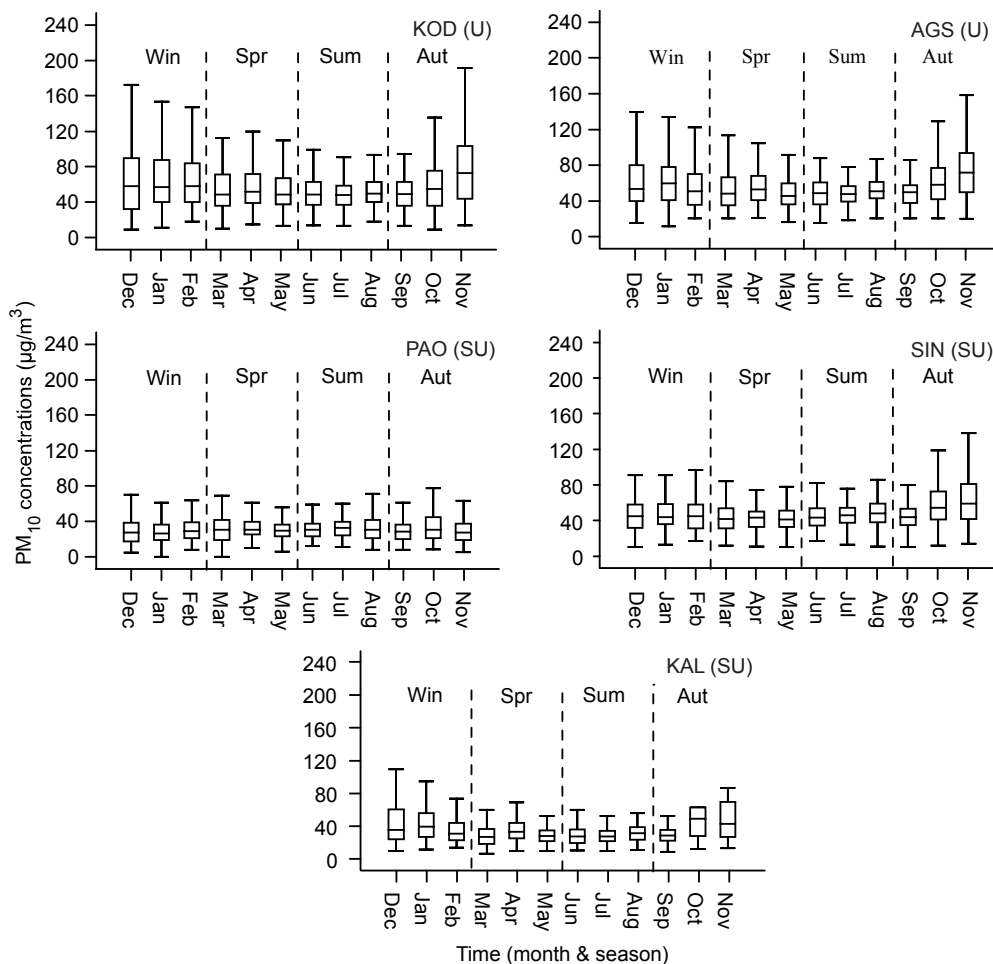 KOD (U)
240
200
160
120
80
40
0
Win Spr Sum Aut
Dec Jan Feb Mar Apr May Jun Jul Aug Sep Oct Nov
AGS (U)
240
200
160
120
80
40
0
Win Spr Sum Aut
Dec Jan Feb Mar Apr May Jun Jul Aug Sep Oct Nov
PM10 concentrations (µg/m³)
PAO (SU)
240
200
160
120
80
40
0
Win Spr Sum Aut
Dec Jan Feb Mar Apr May Jun Jul Aug Sep Oct Nov
SIN (SU)
240
200
160
120
80
40
0
Win Spr Sum Aut
Dec Jan Feb Mar Apr May Jun Jul Aug Sep Oct Nov
KAL (SU)
240
200
160
120
80
40
0
Win Spr Sum Aut
Dec Jan Feb Mar Apr May Jun Jul Aug Sep Oct Nov
Time (month & season)